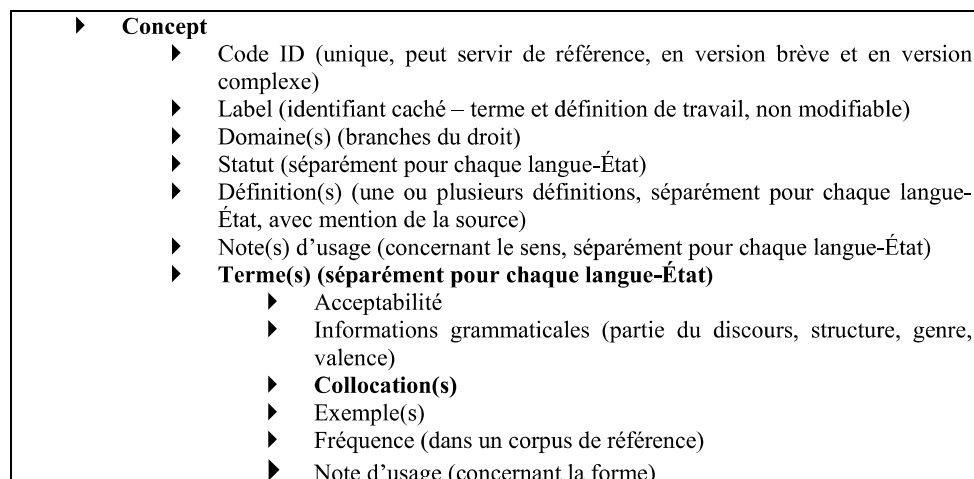 Concept
Code ID (unique, peut servir de référence, en version brève et en version
complexe)
Label (identifiant caché – terme et définition de travail, non modifiable)
Domaine(s) (branches du droit)
Statut (séparément pour chaque langue-État)
Définition(s) (une ou plusieurs définitions, séparément pour chaque langue-
État, avec mention de la source)
Note(s) d'usage (concernant le sens, séparément pour chaque langue-État)
Terme(s) (séparément pour chaque langue-État)
Acceptabilité
Informations grammaticales (partie du discours, structure, genre,
valence)
Collocation(s)
Exemple(s)
Fréquence (dans un corpus de référence)
Note d'usage (concernant la forme)